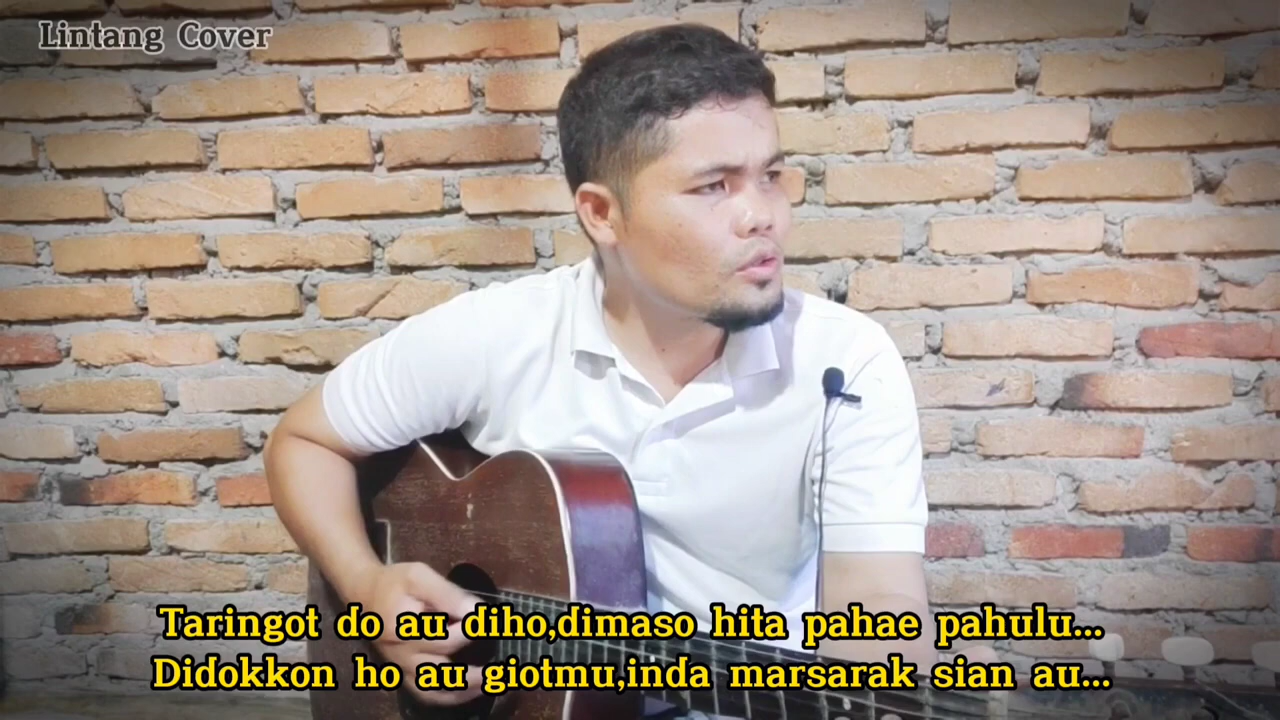 Lintang Cover
Taringot do au diho,dimaso hita pahae pahulu...
Didokkon ho au giotmu,inda marsarak sian au...